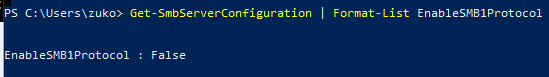 PS C:\Users\zuko> Get-SmbServerConfiguration | Format-List EnableSMB1Protocol
EnableSMB1Protocol : False